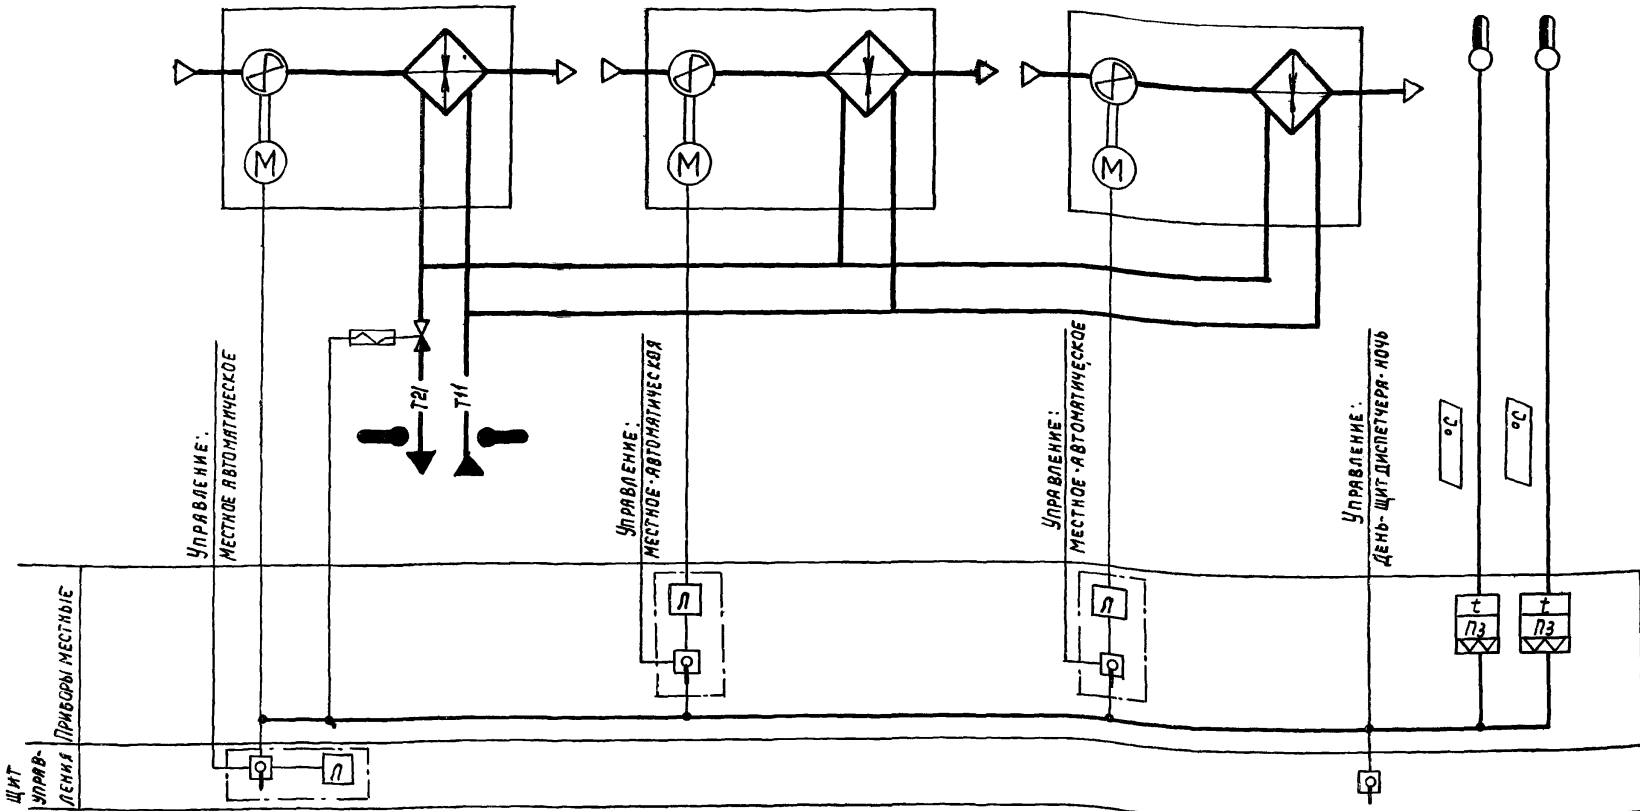 М
М
М
Т21
Т11
Управление:
местное автоматическое
Управление:
местное-автоматическая
Управление:
местное-автоматическое
Управление:
день-щит диспетчера-ночь
°С
°С
Приборы местные
Л
Л
t
ПЗ
t
ПЗ
Щит
управ-
ления
Л